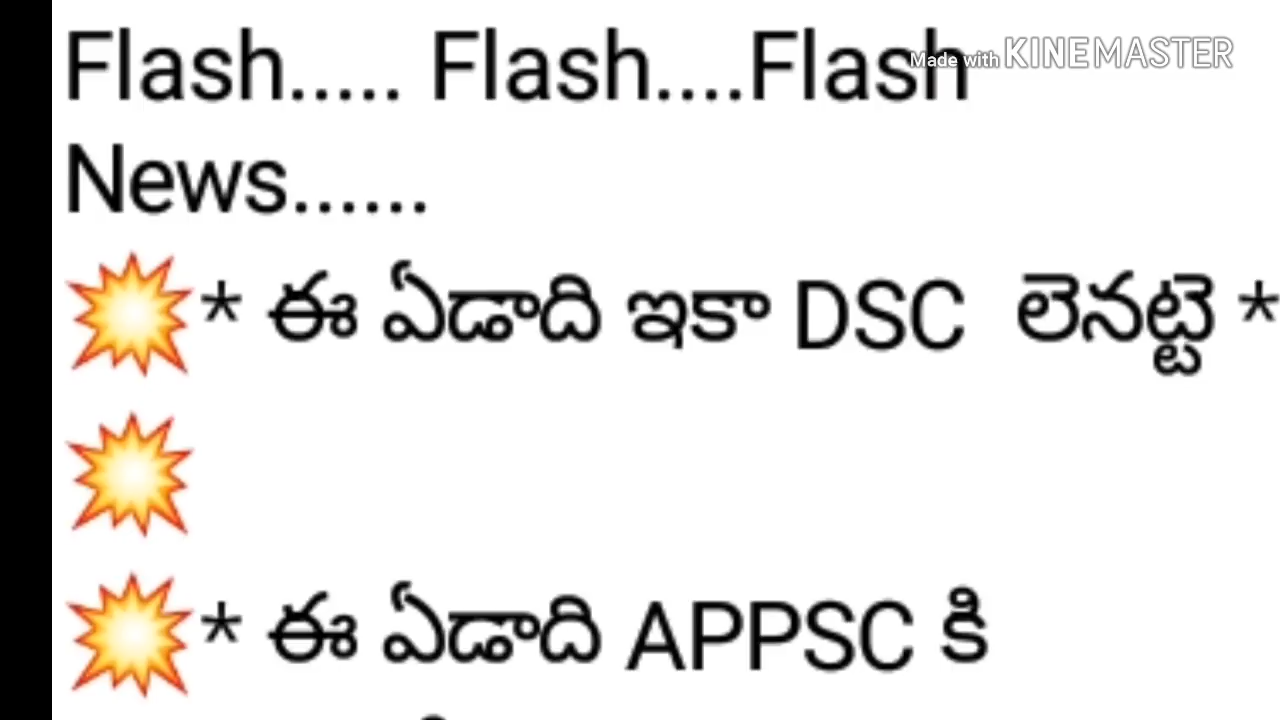 Flash..... Flash....Flash
Made with KINEMASTER
News......
💥* ఈ ఏడాది ఇకా DSC లెనట్టె *
💥
💥* ఈ ఏడాది APPSC కి